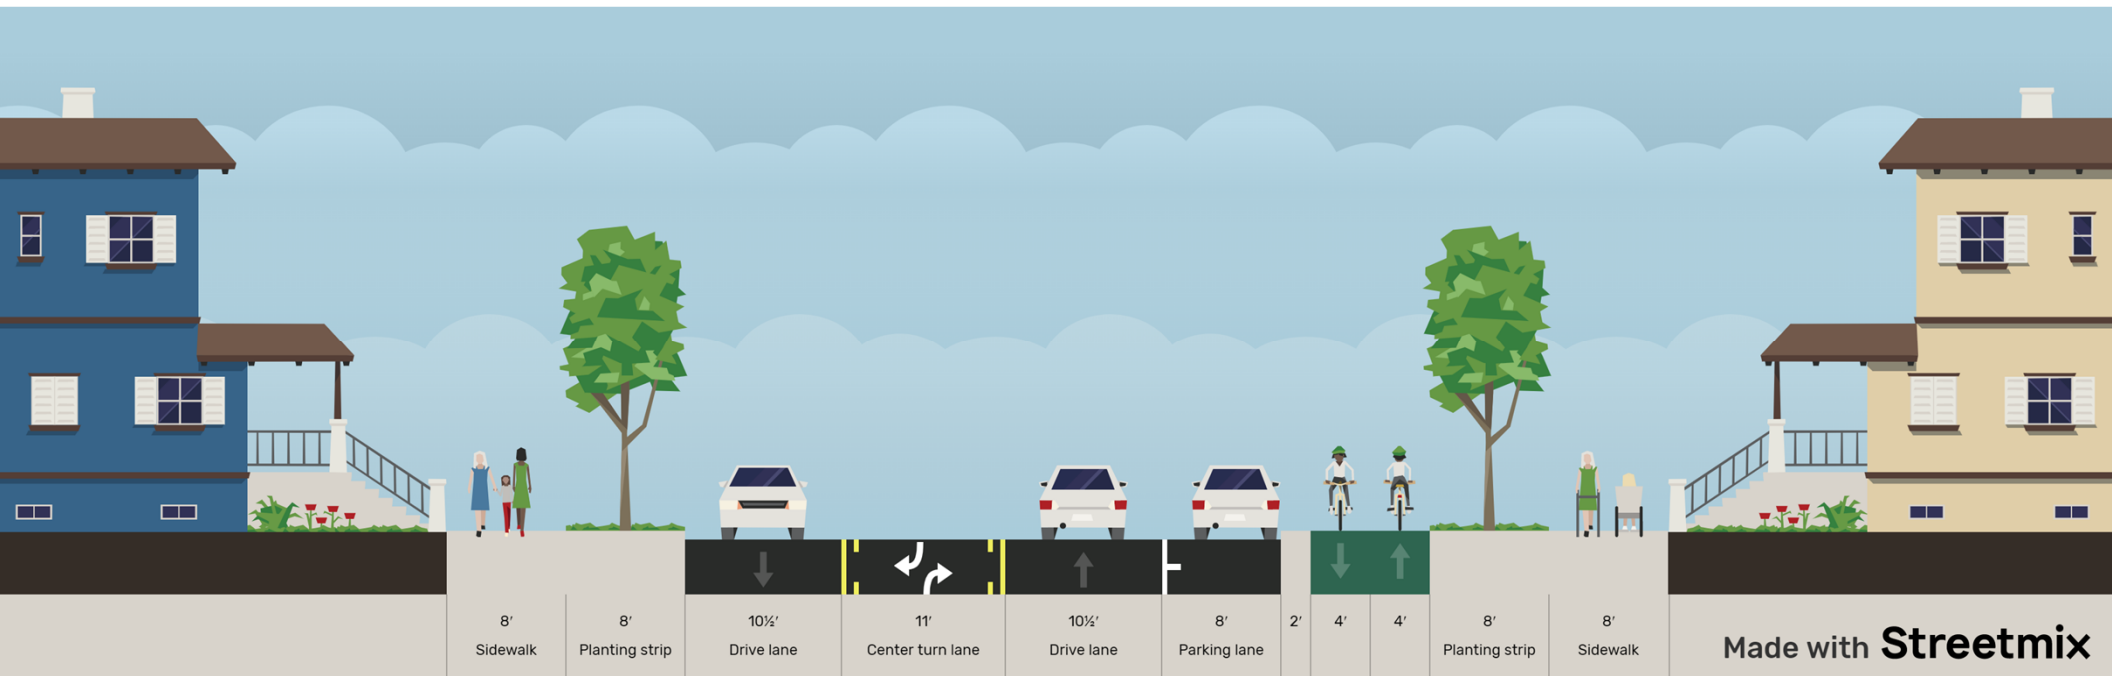 8′ 8′ 10½′ 11′ 10½′ 8′ 2′ 4′ 4′ 8′ 8′
Sidewalk Planting strip Drive lane Center turn lane Drive lane Parking lane Planting strip Sidewalk
Made with Streetmix